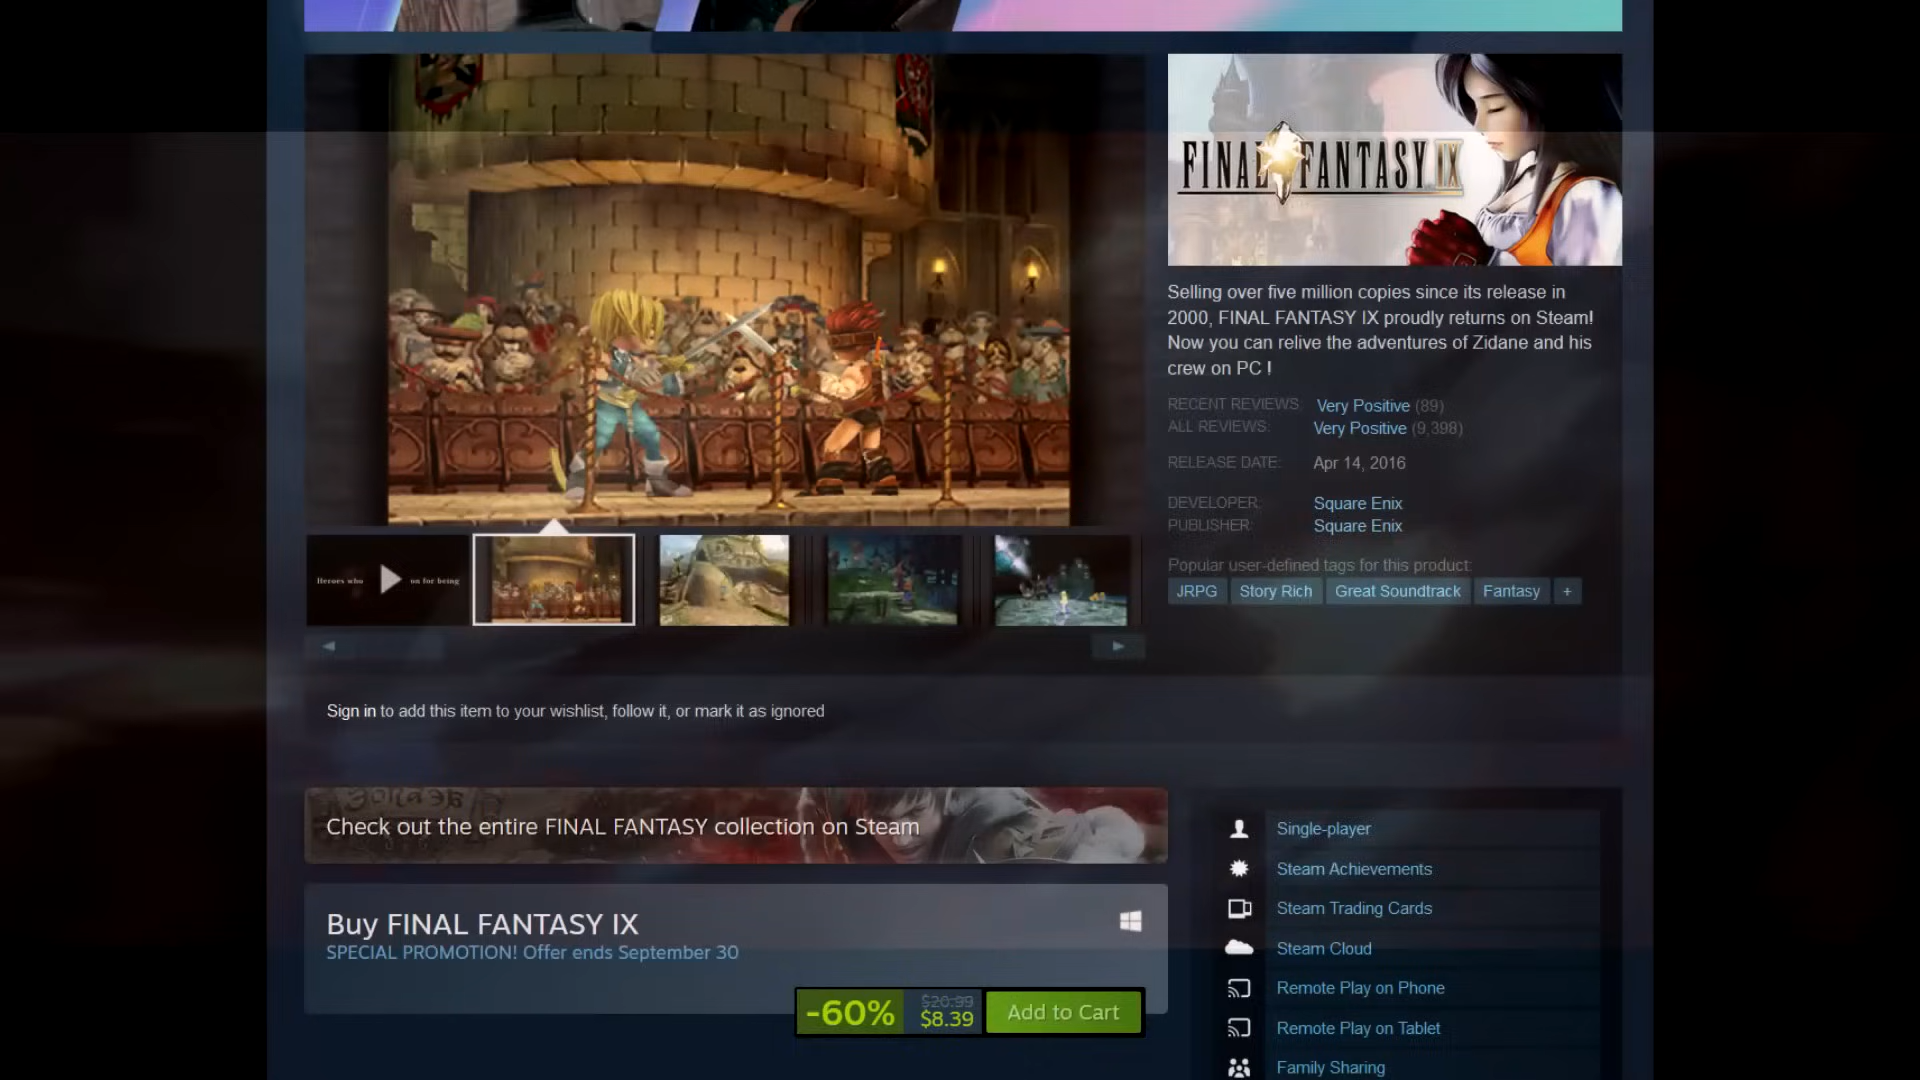 FINAL FANTASY IX
Selling over five million copies since its release in
2000, FINAL FANTASY IX proudly returns on Steam!
Now you can relive the adventures of Zidane and his
crew on PC !
RECENT REVIEWS: Very Positive (89)
ALL REVIEWS: Very Positive (9,398)
RELEASE DATE: Apr 14, 2016
DEVELOPER: Square Enix
PUBLISHER: Square Enix
Popular user-defined tags for this product:
JRPG Story Rich Great Soundtrack Fantasy +
Heroes who on for being
Sign in to add this item to your wishlist, follow it, or mark it as ignored
Check out the entire FINAL FANTASY collection on Steam
Buy FINAL FANTASY IX
SPECIAL PROMOTION! Offer ends September 30
-60% $20.99 $8.39 Add to Cart
Single-player
Steam Achievements
Steam Trading Cards
Steam Cloud
Remote Play on Phone
Remote Play on Tablet
Family Sharing